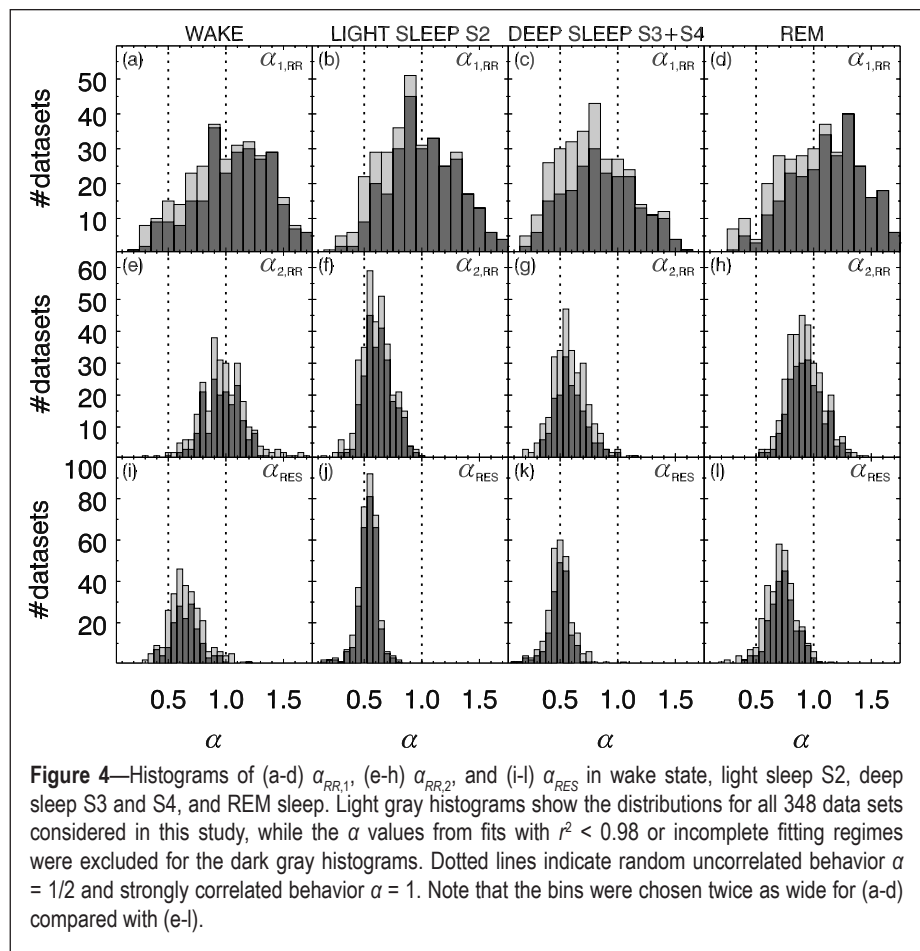 WAKE LIGHT SLEEP S2 DEEP SLEEP S3+S4 REM
(a) α1,RR (b) α1,RR (c) α1,RR (d) α1,RR
50
40
30
20
10
#datasets
(e) α2,RR (f) α2,RR (g) α2,RR (h) α2,RR
60
50
40
30
20
10
#datasets
(i) αRES (j) αRES (k) αRES (l) αRES
100
80
60
40
20
#datasets
0.5 1.0 1.5 0.5 1.0 1.5 0.5 1.0 1.5 0.5 1.0 1.5
α α α α
Figure 4—Histograms of (a-d) αRR,1, (e-h) αRR,2, and (i-l) αRES in wake state, light sleep S2, deep
sleep S3 and S4, and REM sleep. Light gray histograms show the distributions for all 348 data sets
considered in this study, while the α values from fits with r² < 0.98 or incomplete fitting regimes
were excluded for the dark gray histograms. Dotted lines indicate random uncorrelated behavior α
= 1/2 and strongly correlated behavior α = 1. Note that the bins were chosen twice as wide for (a-d)
compared with (e-l).